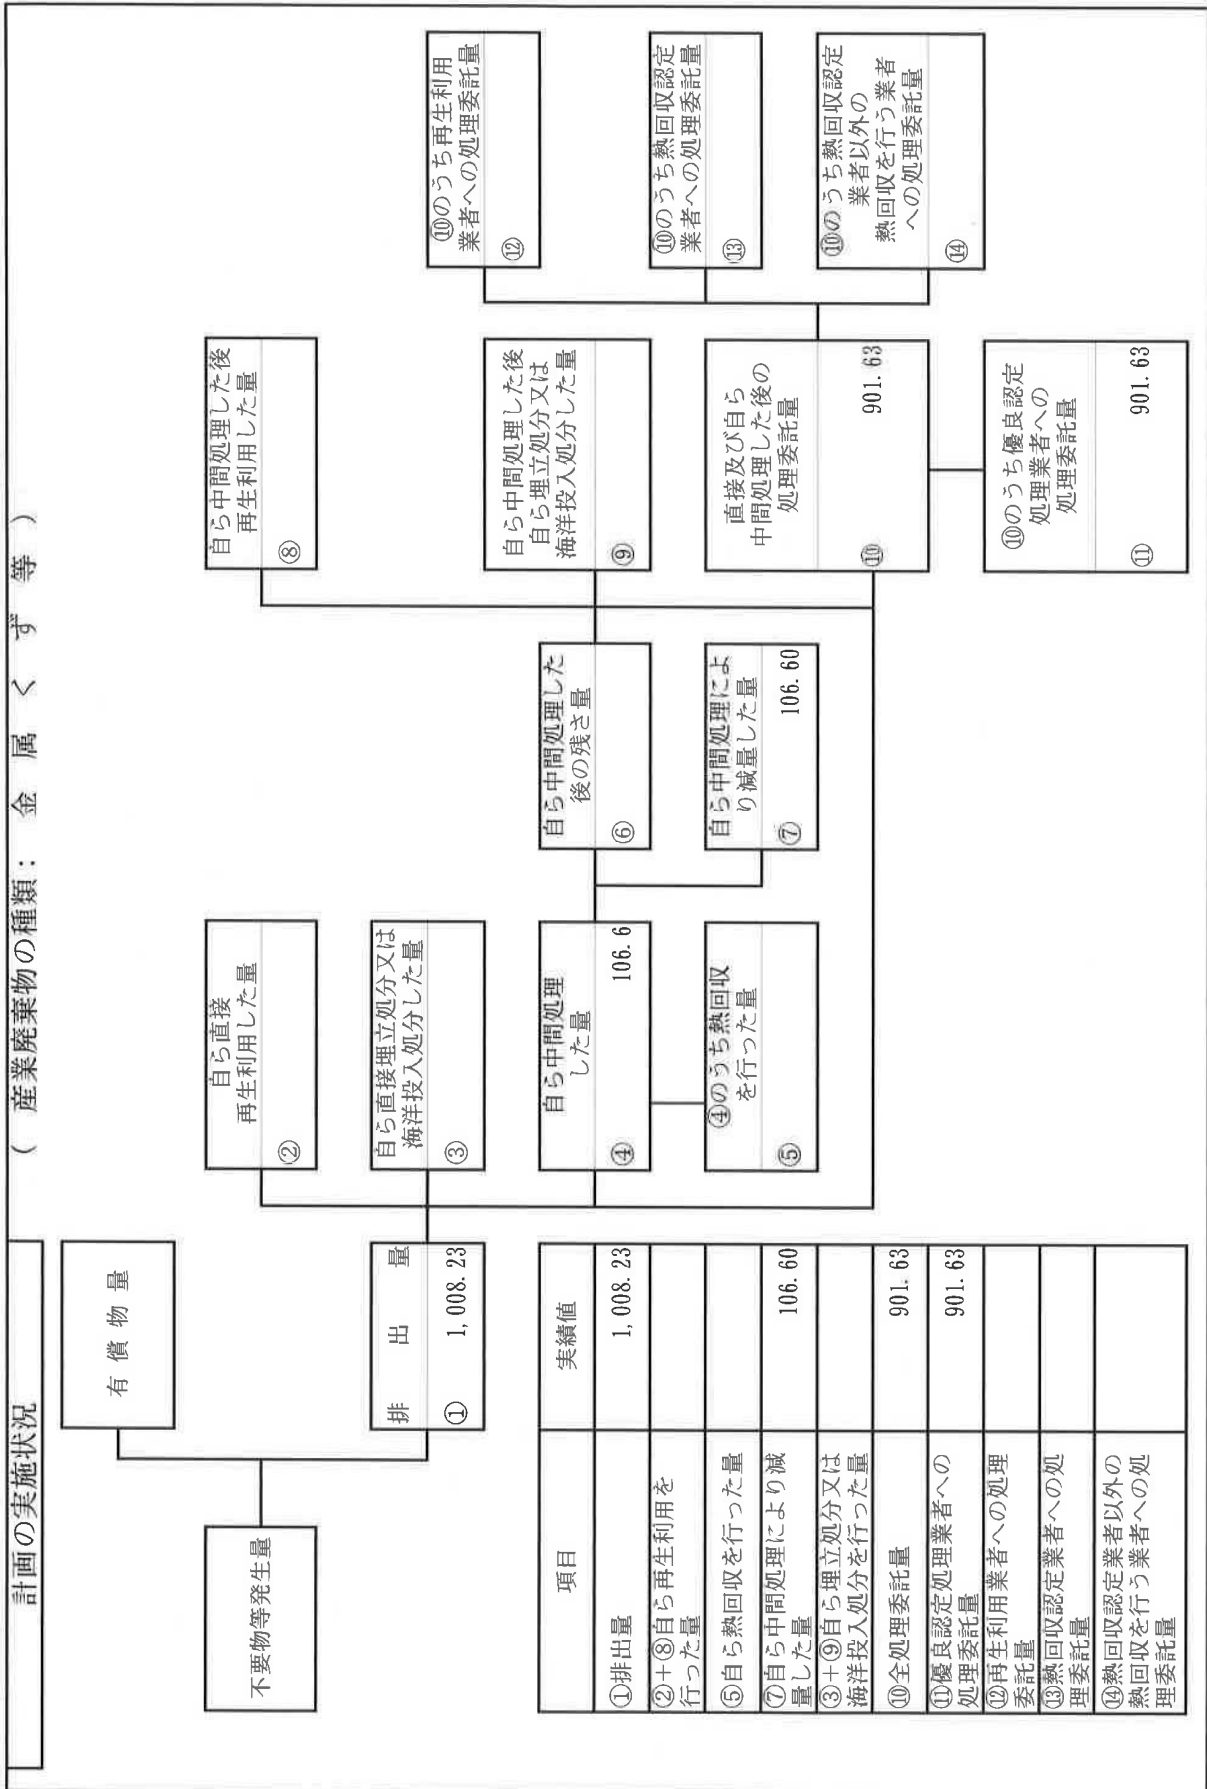 計画の実施状況
（　産業廃棄物の種類：　金　属　く　ず　等　）
不要物等発生量
有 償 物 量
排　出　量
① 1,008.23
自ら直接
再生利用した量
②
自ら直接埋立処分又は
海洋投入処分した量
③
自ら中間処理
した量
④ 106.6
④のうち熱回収
を行った量
⑤
自ら中間処理した
後の残さ量
⑥
自ら中間処理によ
り減量した量
⑦ 106.60
自ら中間処理した後
再生利用した量
⑧
自ら中間処理した後
自ら埋立処分又は
海洋投入処分した量
⑨
直接及び自ら
中間処理した後の
処理委託量
⑩ 901.63
⑩のうち優良認定
処理業者への
処理委託量
⑪ 901.63
⑩のうち再生利用
業者への処理委託量
⑫
⑩のうち熱回収認定
業者への処理委託量
⑬
⑩のうち熱回収認定
業者以外の
熱回収を行う業者
への処理委託量
⑭
項目 実績値
①排出量 1,008.23
②＋⑧自ら再生利用を
行った量
⑤自ら熱回収を行った量
⑦自ら中間処理により減
量した量 106.60
③＋⑨自ら埋立処分又は
海洋投入処分を行った量
⑩全処理委託量 901.63
⑪優良認定処理業者への
処理委託量 901.63
⑫再生利用業者への処理
委託量
⑬熱回収認定業者への処
理委託量
⑭熱回収認定業者以外の
熱回収を行う業者への処
理委託量